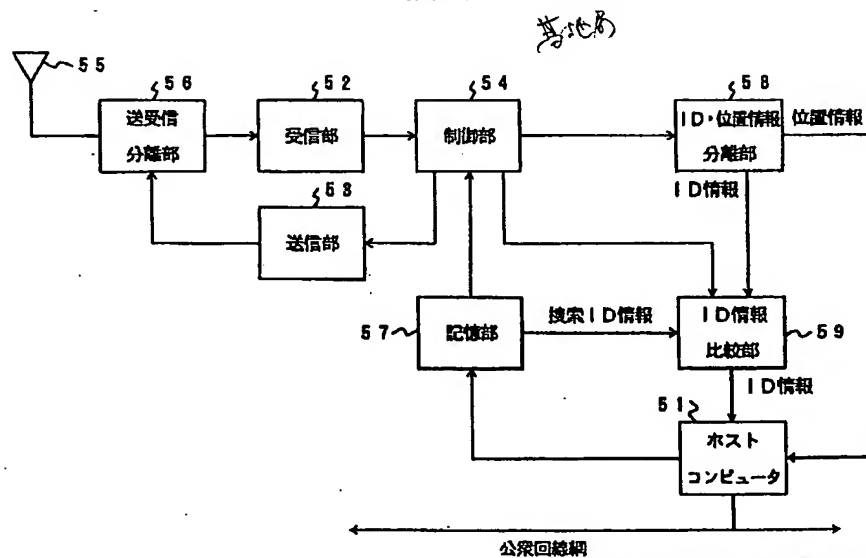 基地局
55
56
52
54
58
送受信
分離部
受信部
制御部
ID・位置情報
分離部
位置情報
ID情報
53
送信部
57
記憶部
捜索ID情報
ID情報
比較部
59
ID情報
51
ホスト
コンピュータ
公衆回線網